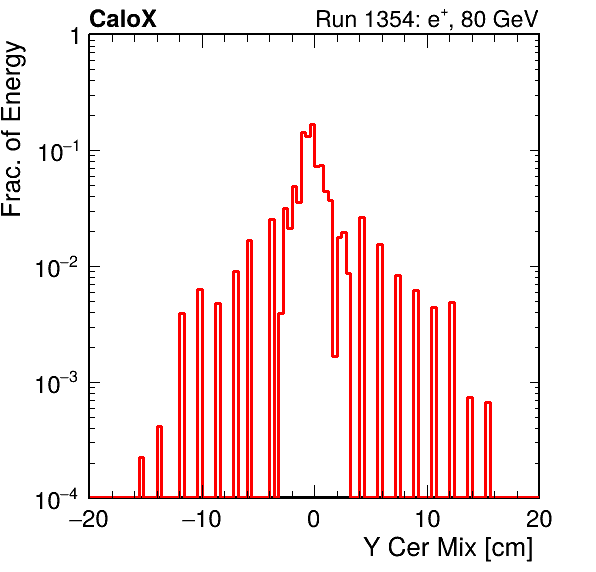 CaloX
Run 1354: e⁺, 80 GeV
Frac. of Energy
1
10⁻¹
10⁻²
10⁻³
10⁻⁴
−20
−10
0
10
20
Y Cer Mix [cm]